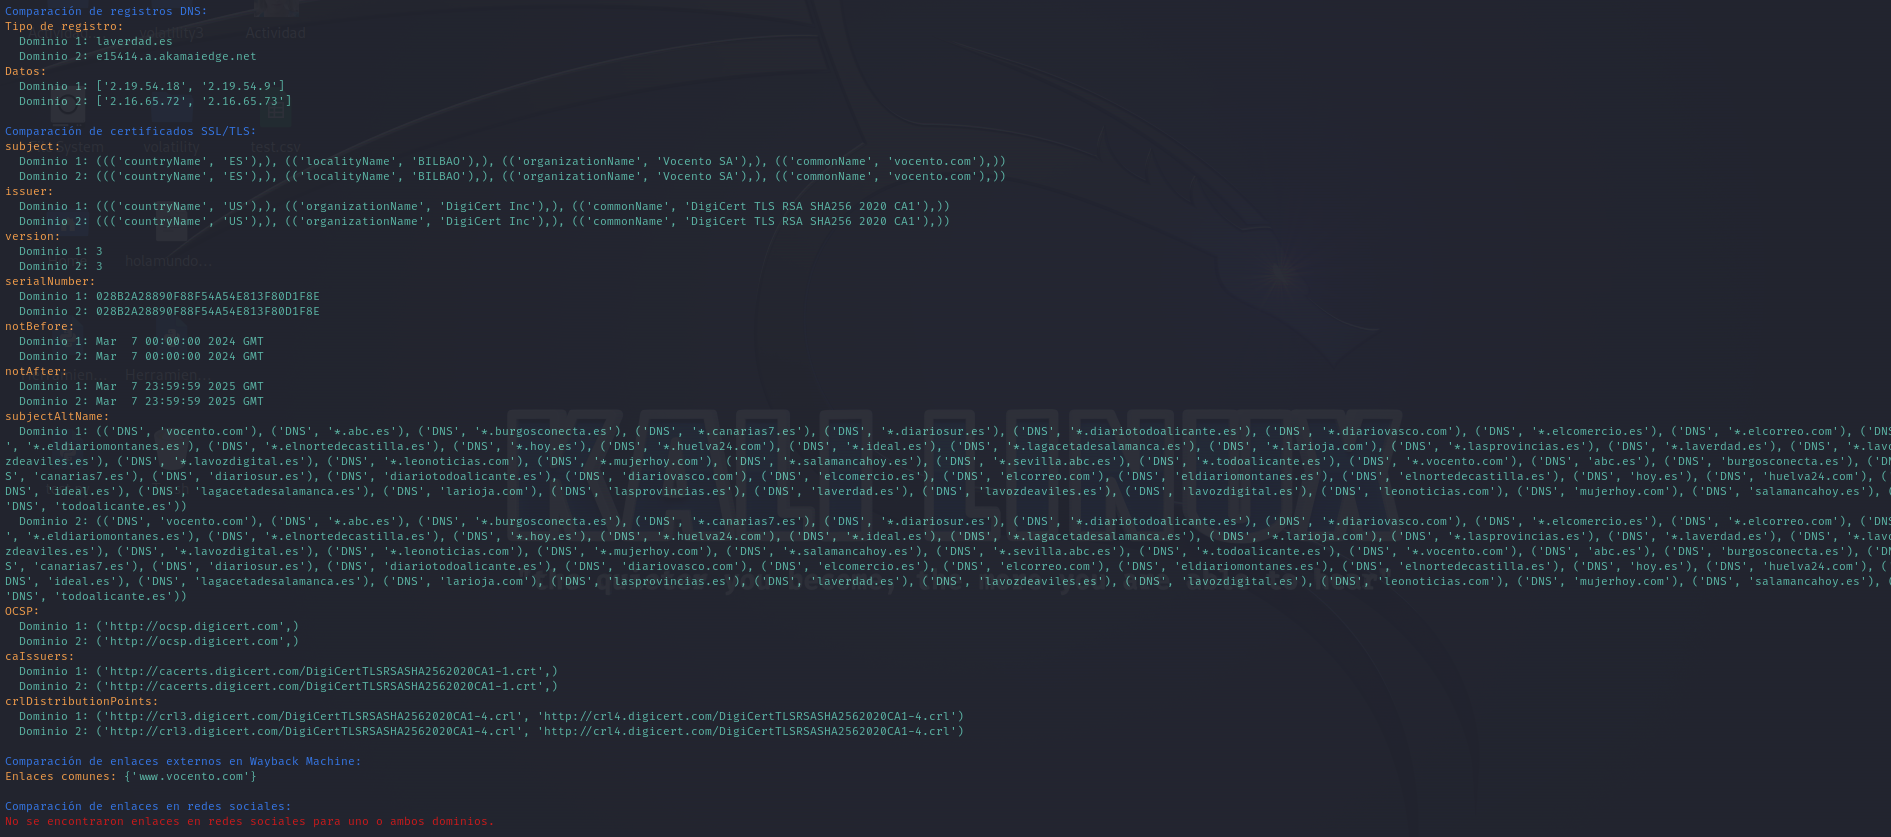 Comparación de registros DNS:
Tipo de registro:
Dominio 1: laverdad.es
Dominio 2: e15414.a.akamaiedge.net
Datos:
Dominio 1: ['2.19.54.18', '2.19.54.9']
Dominio 2: ['2.16.65.72', '2.16.65.73']
Comparación de certificados SSL/TLS:
subject:
Dominio 1: ((('countryName', 'ES'),), (('localityName', 'BILBAO'),), (('organizationName', 'Vocento SA'),), (('commonName', 'vocento.com'),))
Dominio 2: ((('countryName', 'ES'),), (('localityName', 'BILBAO'),), (('organizationName', 'Vocento SA'),), (('commonName', 'vocento.com'),))
issuer:
Dominio 1: ((('countryName', 'US'),), (('organizationName', 'DigiCert Inc'),), (('commonName', 'DigiCert TLS RSA SHA256 2020 CA1'),))
Dominio 2: ((('countryName', 'US'),), (('organizationName', 'DigiCert Inc'),), (('commonName', 'DigiCert TLS RSA SHA256 2020 CA1'),))
version:
Dominio 1: 3
Dominio 2: 3
serialNumber:
Dominio 1: 028B2A28890F88F54A54E813F80D1F8E
Dominio 2: 028B2A28890F88F54A54E813F80D1F8E
notBefore:
Dominio 1: Mar  7 00:00:00 2024 GMT
Dominio 2: Mar  7 00:00:00 2024 GMT
notAfter:
Dominio 1: Mar  7 23:59:59 2025 GMT
Dominio 2: Mar  7 23:59:59 2025 GMT
subjectAltName:
Dominio 1: (('DNS', 'vocento.com'), ('DNS', '*.abc.es'), ('DNS', '*.burgosconecta.es'), ('DNS', '*.canarias7.es'), ('DNS', '*.diariosur.es'), ('DNS', '*.diariotodoalicante.es'), ('DNS', '*.diariovasco.com'), ('DNS', '*.elcomercio.es'), ('DNS', '*.elcorreo.com'), ('DNS
', '*.eldiariomontanes.es'), ('DNS', '*.elnortedecastilla.es'), ('DNS', '*.hoy.es'), ('DNS', '*.huelva24.com'), ('DNS', '*.ideal.es'), ('DNS', '*.lagacetadesalamanca.es'), ('DNS', '*.larioja.com'), ('DNS', '*.lasprovincias.es'), ('DNS', '*.laverdad.es'), ('DNS', '*.lavo
zdeaviles.es'), ('DNS', '*.lavozdigital.es'), ('DNS', '*.leonoticias.com'), ('DNS', '*.mujerhoy.com'), ('DNS', '*.salamancahoy.es'), ('DNS', '*.sevilla.abc.es'), ('DNS', '*.todoalicante.es'), ('DNS', '*.vocento.com'), ('DNS', 'abc.es'), ('DNS', 'burgosconecta.es'), ('DN
S', 'canarias7.es'), ('DNS', 'diariosur.es'), ('DNS', 'diariotodoalicante.es'), ('DNS', 'diariovasco.com'), ('DNS', 'elcomercio.es'), ('DNS', 'elcorreo.com'), ('DNS', 'eldiariomontanes.es'), ('DNS', 'elnortedecastilla.es'), ('DNS', 'hoy.es'), ('DNS', 'huelva24.com'), ('
DNS', 'ideal.es'), ('DNS', 'lagacetadesalamanca.es'), ('DNS', 'larioja.com'), ('DNS', 'lasprovincias.es'), ('DNS', 'laverdad.es'), ('DNS', 'lavozdeaviles.es'), ('DNS', 'lavozdigital.es'), ('DNS', 'leonoticias.com'), ('DNS', 'mujerhoy.com'), ('DNS', 'salamancahoy.es'), (
'DNS', 'todoalicante.es'))
Dominio 2: (('DNS', 'vocento.com'), ('DNS', '*.abc.es'), ('DNS', '*.burgosconecta.es'), ('DNS', '*.canarias7.es'), ('DNS', '*.diariosur.es'), ('DNS', '*.diariotodoalicante.es'), ('DNS', '*.diariovasco.com'), ('DNS', '*.elcomercio.es'), ('DNS', '*.elcorreo.com'), ('DNS
', '*.eldiariomontanes.es'), ('DNS', '*.elnortedecastilla.es'), ('DNS', '*.hoy.es'), ('DNS', '*.huelva24.com'), ('DNS', '*.ideal.es'), ('DNS', '*.lagacetadesalamanca.es'), ('DNS', '*.larioja.com'), ('DNS', '*.lasprovincias.es'), ('DNS', '*.laverdad.es'), ('DNS', '*.lavo
zdeaviles.es'), ('DNS', '*.lavozdigital.es'), ('DNS', '*.leonoticias.com'), ('DNS', '*.mujerhoy.com'), ('DNS', '*.salamancahoy.es'), ('DNS', '*.sevilla.abc.es'), ('DNS', '*.todoalicante.es'), ('DNS', '*.vocento.com'), ('DNS', 'abc.es'), ('DNS', 'burgosconecta.es'), ('DN
S', 'canarias7.es'), ('DNS', 'diariosur.es'), ('DNS', 'diariotodoalicante.es'), ('DNS', 'diariovasco.com'), ('DNS', 'elcomercio.es'), ('DNS', 'elcorreo.com'), ('DNS', 'eldiariomontanes.es'), ('DNS', 'elnortedecastilla.es'), ('DNS', 'hoy.es'), ('DNS', 'huelva24.com'), ('
DNS', 'ideal.es'), ('DNS', 'lagacetadesalamanca.es'), ('DNS', 'larioja.com'), ('DNS', 'lasprovincias.es'), ('DNS', 'laverdad.es'), ('DNS', 'lavozdeaviles.es'), ('DNS', 'lavozdigital.es'), ('DNS', 'leonoticias.com'), ('DNS', 'mujerhoy.com'), ('DNS', 'salamancahoy.es'), (
'DNS', 'todoalicante.es'))
OCSP:
Dominio 1: ('http://ocsp.digicert.com',)
Dominio 2: ('http://ocsp.digicert.com',)
caIssuers:
Dominio 1: ('http://cacerts.digicert.com/DigiCertTLSRSASHA2562020CA1-1.crt',)
Dominio 2: ('http://cacerts.digicert.com/DigiCertTLSRSASHA2562020CA1-1.crt',)
crlDistributionPoints:
Dominio 1: ('http://crl3.digicert.com/DigiCertTLSRSASHA2562020CA1-4.crl', 'http://crl4.digicert.com/DigiCertTLSRSASHA2562020CA1-4.crl')
Dominio 2: ('http://crl3.digicert.com/DigiCertTLSRSASHA2562020CA1-4.crl', 'http://crl4.digicert.com/DigiCertTLSRSASHA2562020CA1-4.crl')
Comparación de enlaces externos en Wayback Machine:
Enlaces comunes: {'www.vocento.com'}
Comparación de enlaces en redes sociales:
No se encontraron enlaces en redes sociales para uno o ambos dominios.
Actividad
volatility
test.csv
holamundo...